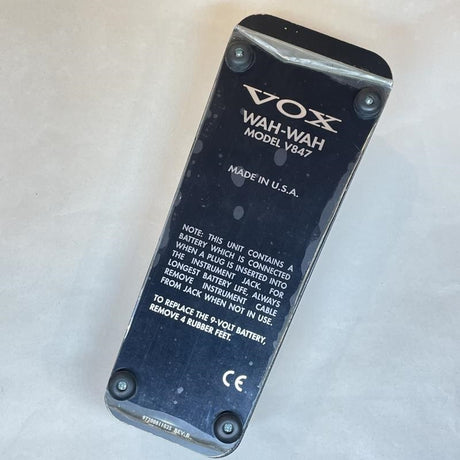 VOX
WAH-WAH
MODEL V847
MADE IN U.S.A.
NOTE: THIS UNIT CONTAINS A
BATTERY WHICH IS CONNECTED
WHEN A PLUG IS INSERTED INTO
THE INSTRUMENT JACK. FOR
LONGEST BATTERY LIFE, ALWAYS
REMOVE INSTRUMENT CABLE
FROM JACK WHEN NOT IN USE.
TO REPLACE THE 9-VOLT BATTERY,
REMOVE 4 RUBBER FEET.
CE